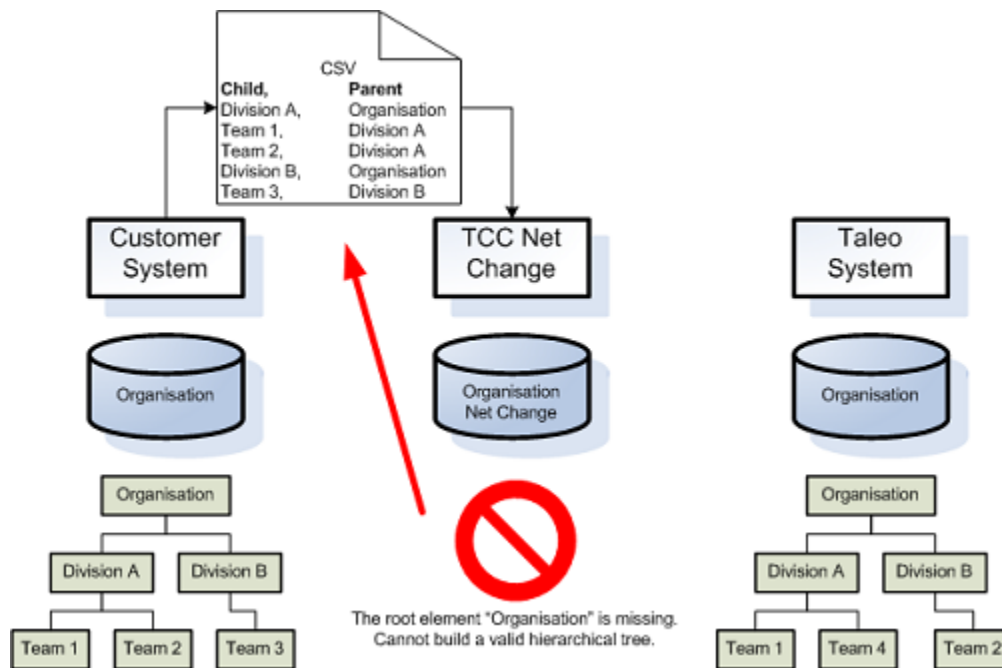 CSV
Child, Parent
Division A, Organisation
Team 1, Division A
Team 2, Division A
Division B, Organisation
Team 3, Division B
Customer System
TCC Net Change
Taleo System
Organisation
Organisation Net Change
Organisation
Organisation
Division A Division B
Team 1 Team 2 Team 3
The root element “Organisation” is missing.
Cannot build a valid hierarchical tree.
Organisation
Division A Division B
Team 1 Team 4 Team 2